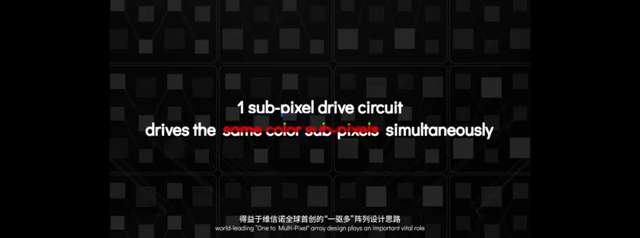 1 sub-pixel drive circuit
drives the same color sub-pixels simultaneously
得益于维信诺全球首创的“一驱多”阵列设计思路
world-leading "One to Multi-Pixel" array design plays an important vital role